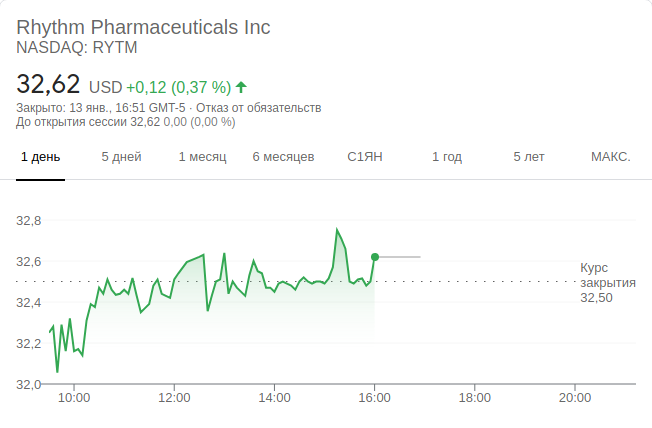 Rhythm Pharmaceuticals Inc
NASDAQ: RYTM
32,62 USD +0,12 (0,37 %)
Закрыто: 13 янв., 16:51 GMT-5 · Отказ от обязательств
До открытия сессии 32,62 0,00 (0,00 %)
1 день 5 дней 1 месяц 6 месяцев С1ЯН 1 год 5 лет МАКС.
32,8
32,6
Курс
закрытия
32,50
32,4
32,2
32,0
10:00 12:00 14:00 16:00 18:00 20:00